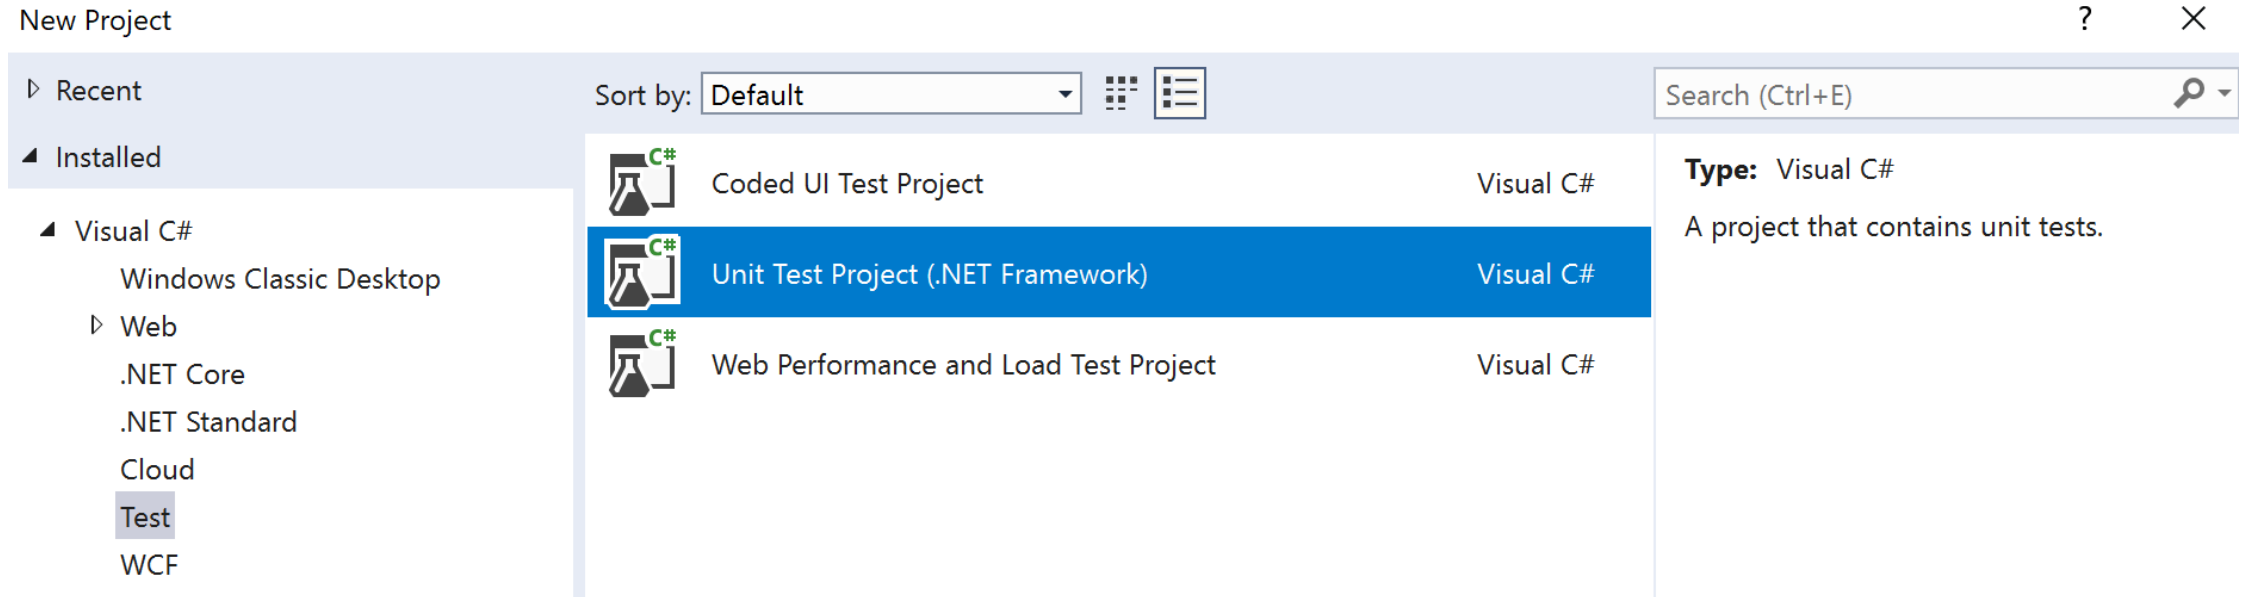 New Project
?
Recent
Installed
Visual C#
Windows Classic Desktop
Web
.NET Core
.NET Standard
Cloud
Test
WCF
Sort by: Default
C# Coded UI Test Project Visual C#
C# Unit Test Project (.NET Framework) Visual C#
C# Web Performance and Load Test Project Visual C#
Search (Ctrl+E)
Type: Visual C#
A project that contains unit tests.